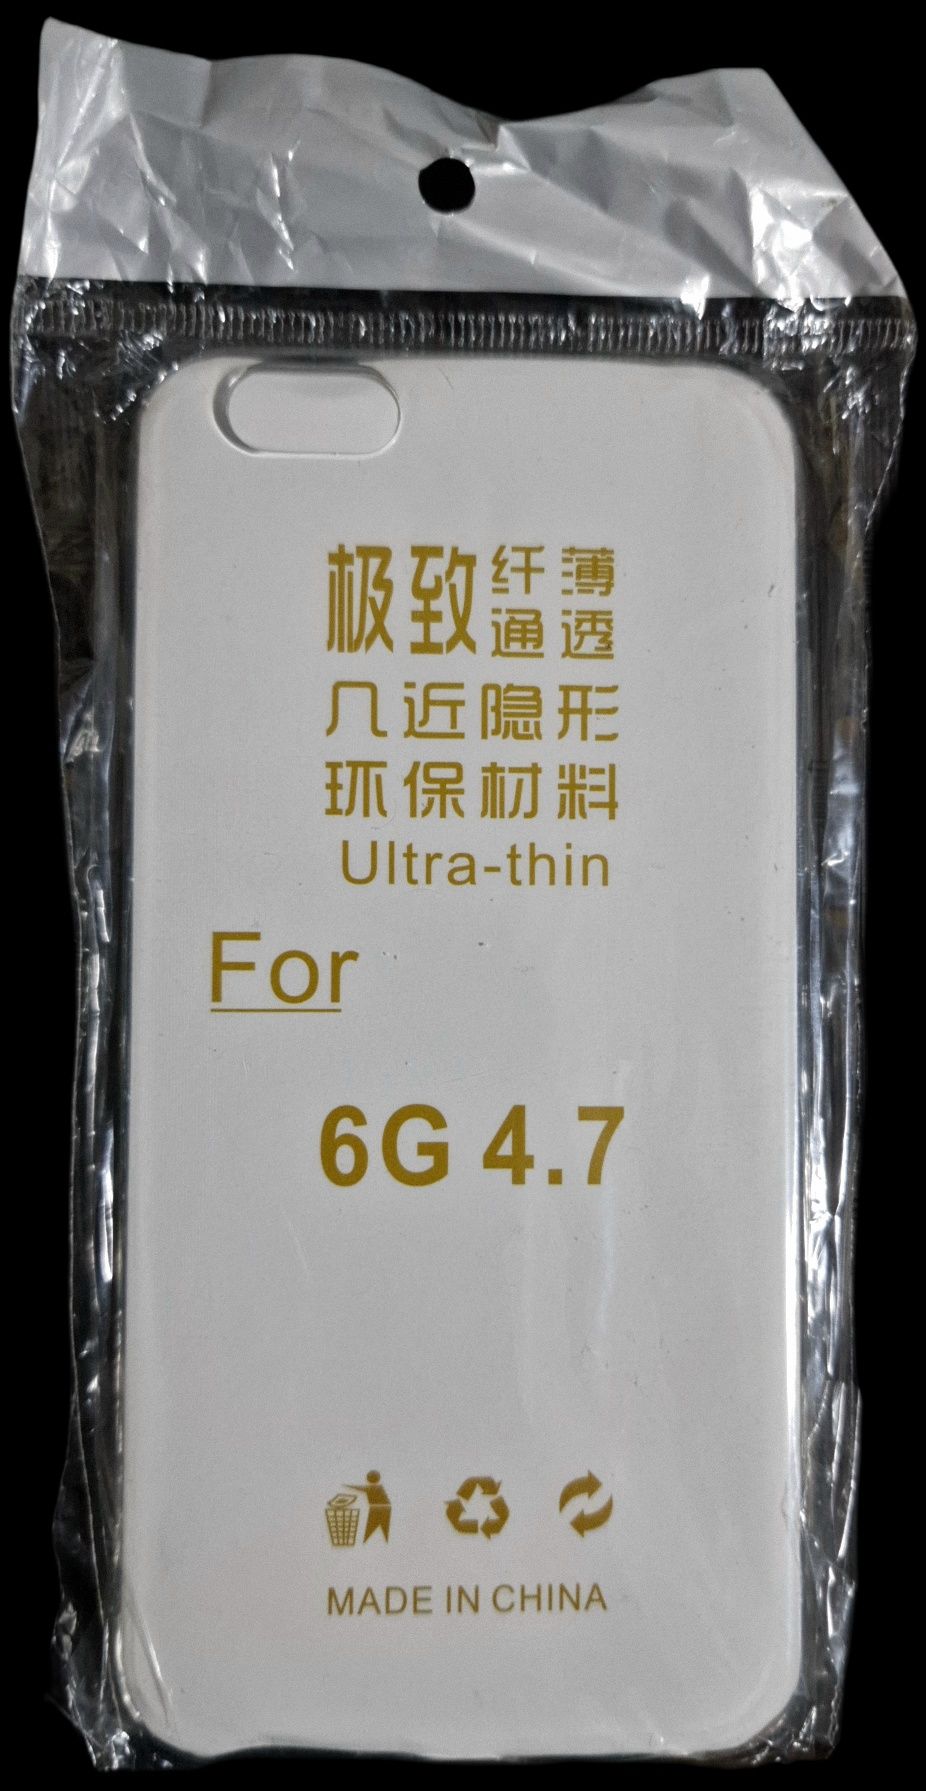 极致纤薄
通透
几近隐形
环保材料
Ultra-thin
For
6G 4.7
MADE IN CHINA